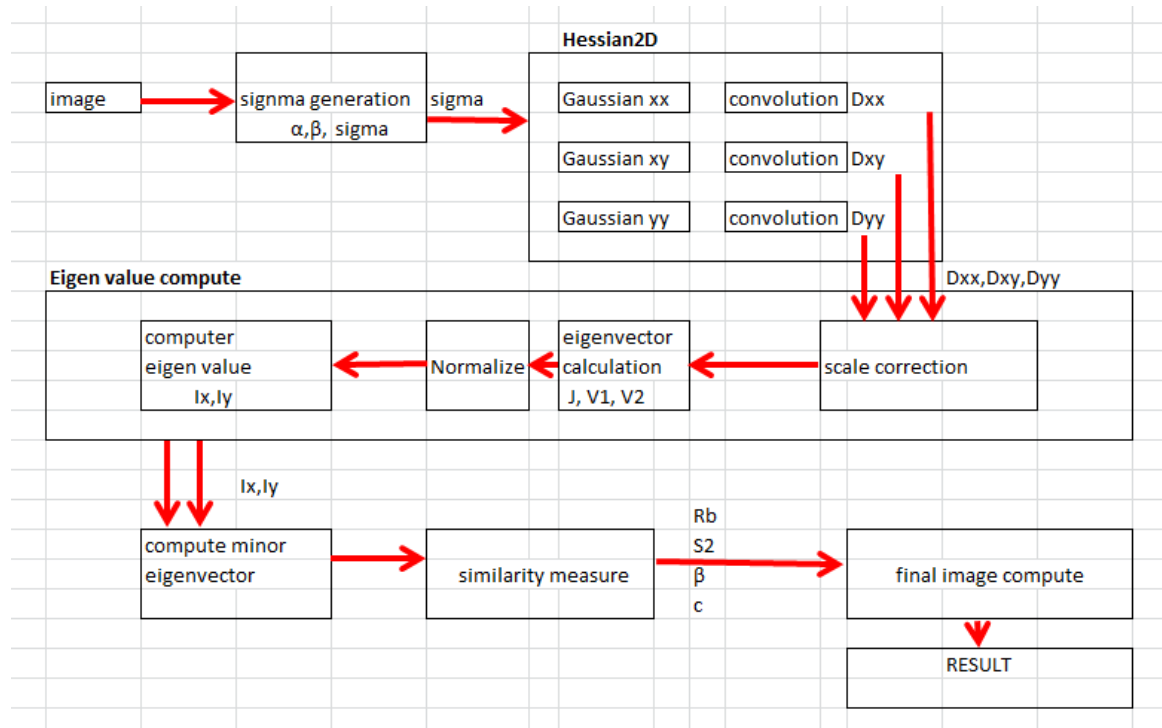 Hessian2D
image
signma generation
α,β, sigma
sigma
Gaussian xx
convolution
Dxx
Gaussian xy
convolution
Dxy
Gaussian yy
convolution
Dyy
Eigen value compute
Dxx,Dxy,Dyy
computer
eigen value
Ix,Iy
Normalize
eigenvector
calculation
J, V1, V2
scale correction
Ix,Iy
compute minor
eigenvector
similarity measure
Rb
S2
β
c
final image compute
RESULT